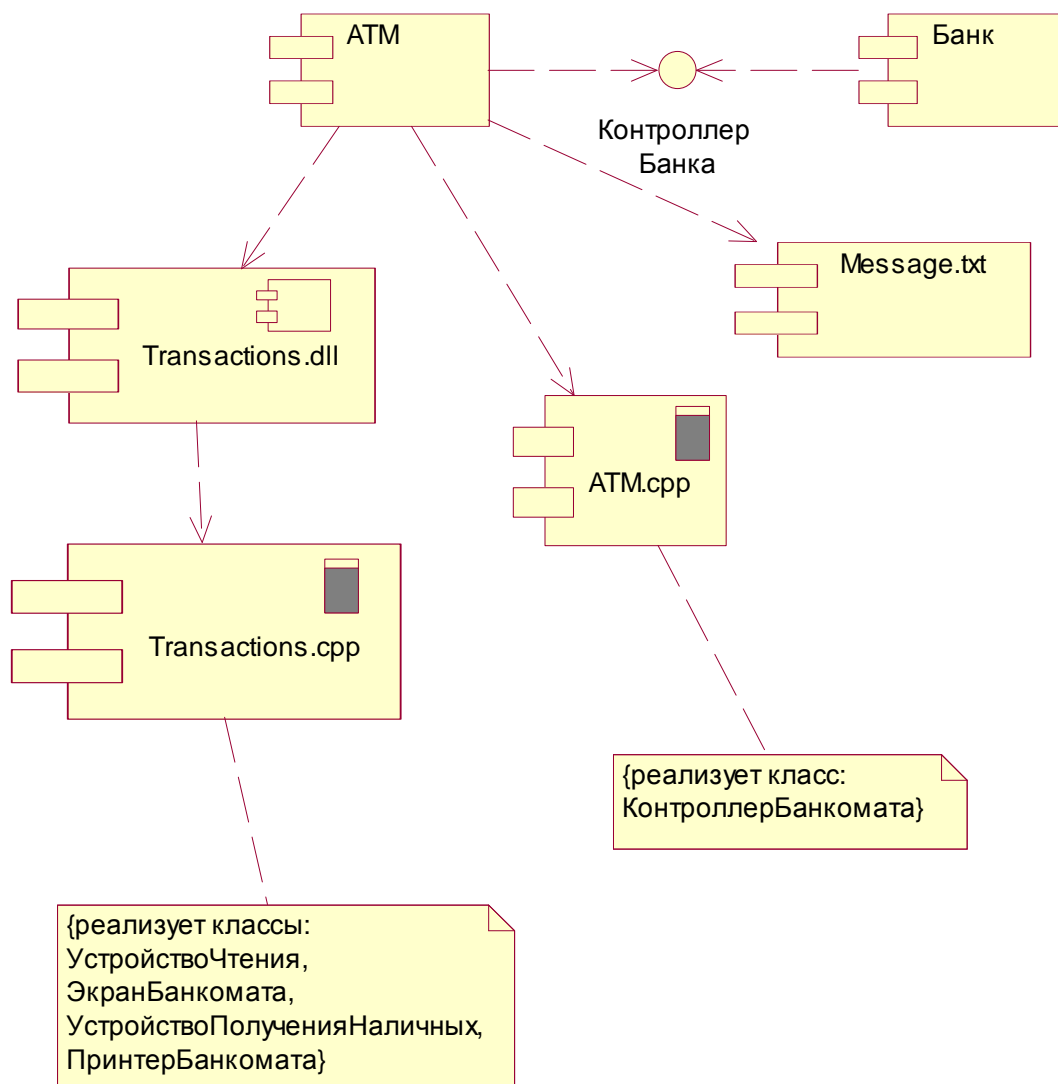 ATM
Банк
Контроллер
Банка
Message.txt
Transactions.dll
ATM.cpp
Transactions.cpp
{реализует класс:
КонтроллерБанкомата}
{реализует классы:
УстройствоЧтения,
ЭкранБанкомата,
УстройствоПолученияНаличных,
ПринтерБанкомата}